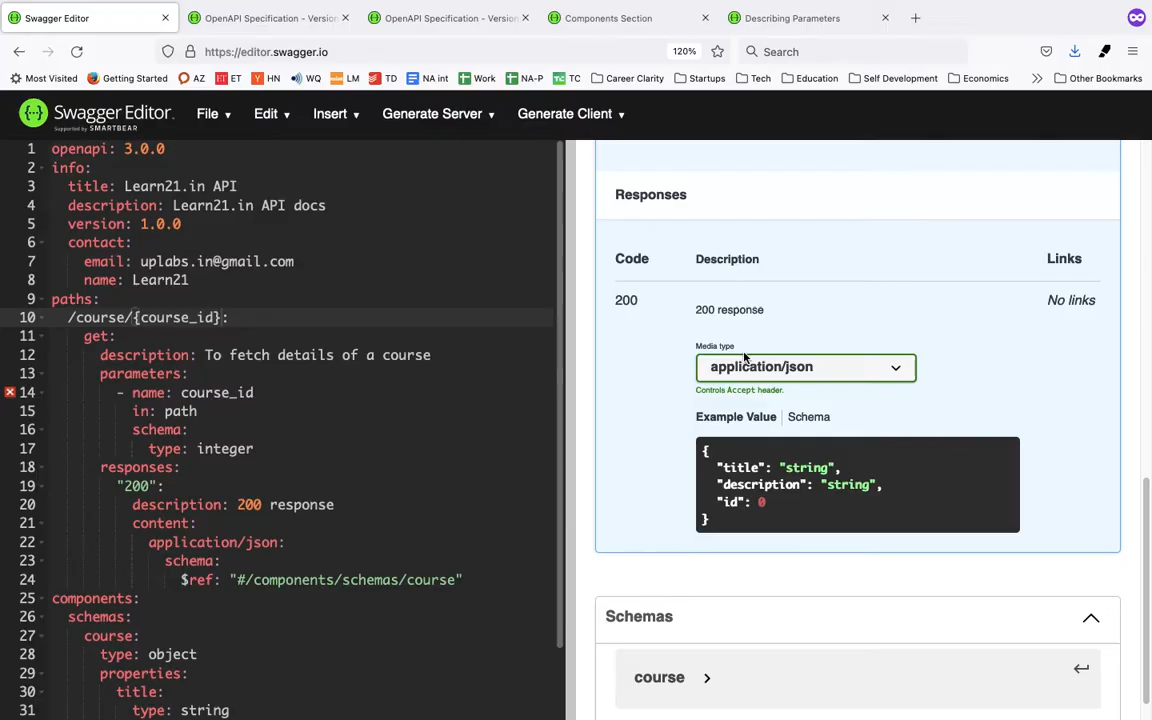 Swagger Editor
OpenAPI Specification - Version
OpenAPI Specification - Version
Components Section
Describing Parameters
https://editor.swagger.io
120%
Search
Most Visited
Getting Started
AZ
ET
HN
WQ
LM
TD
NA int
Work
NA-P
TC
Career Clarity
Startups
Tech
Education
Self Development
Economics
Other Bookmarks
Swagger Editor.
Supported by SMARTBEAR
File
Edit
Insert
Generate Server
Generate Client
1 openapi: 3.0.0
2 info:
3 title: Learn21.in API
4 description: Learn21.in API docs
5 version: 1.0.0
6 contact:
7 email: uplabs.in@gmail.com
8 name: Learn21
9 paths:
10 /course/{course_id}:
11 get:
12 description: To fetch details of a course
13 parameters:
14 - name: course_id
15 in: path
16 schema:
17 type: integer
18 responses:
19 "200":
20 description: 200 response
21 content:
22 application/json:
23 schema:
24 $ref: "#/components/schemas/course"
25 components:
26 schemas:
27 course:
28 type: object
29 properties:
30 title:
31 type: string
Responses
Code Description Links
200 200 response No links
Media type
application/json
Controls Accept header.
Example Value Schema
{
"title": "string",
"description": "string",
"id": 0
}
Schemas
course